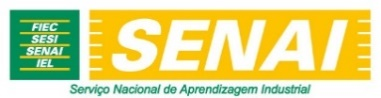 FIEC
SESI
SENAI
IEL
SENAI
Serviço Nacional de Aprendizagem Industrial